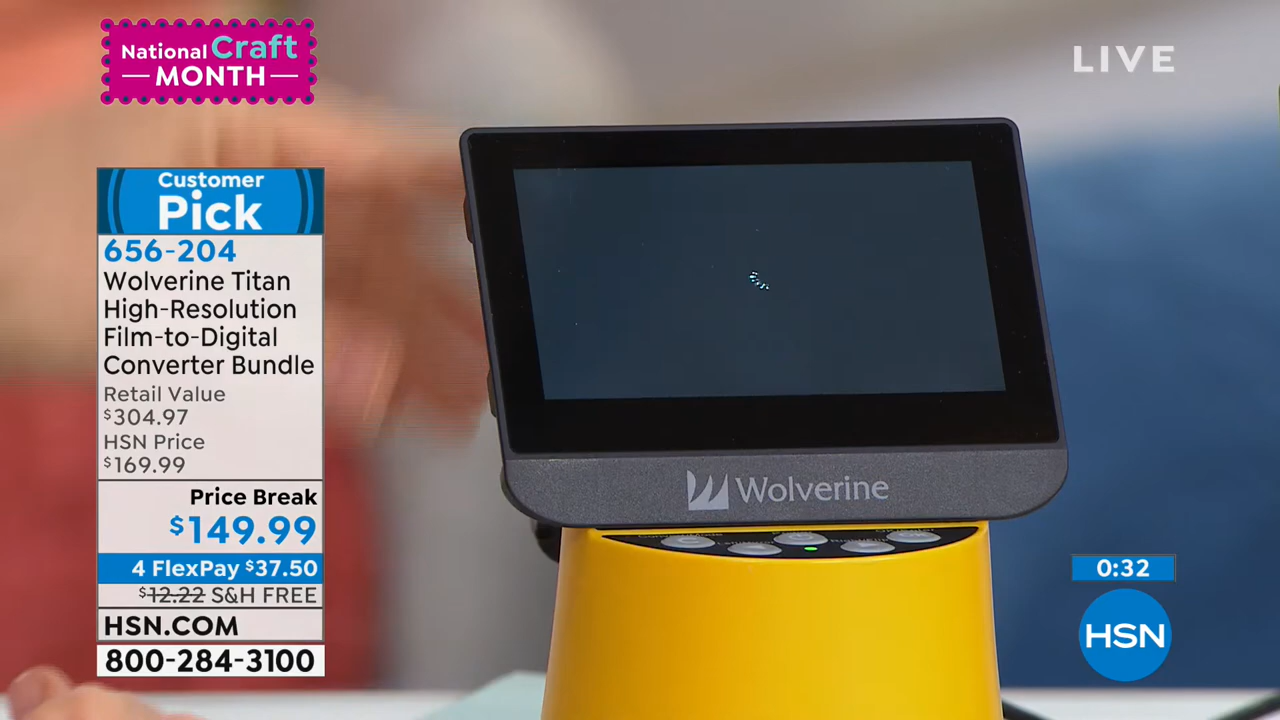 National Craft
MONTH
LIVE
Customer
Pick
656-204
Wolverine Titan
High-Resolution
Film-to-Digital
Converter Bundle
Retail Value
$304.97
HSN Price
$169.99
Price Break
$149.99
4 FlexPay $37.50
$12.22 S&H FREE
HSN.COM
800-284-3100
Wolverine
0:32
HSN